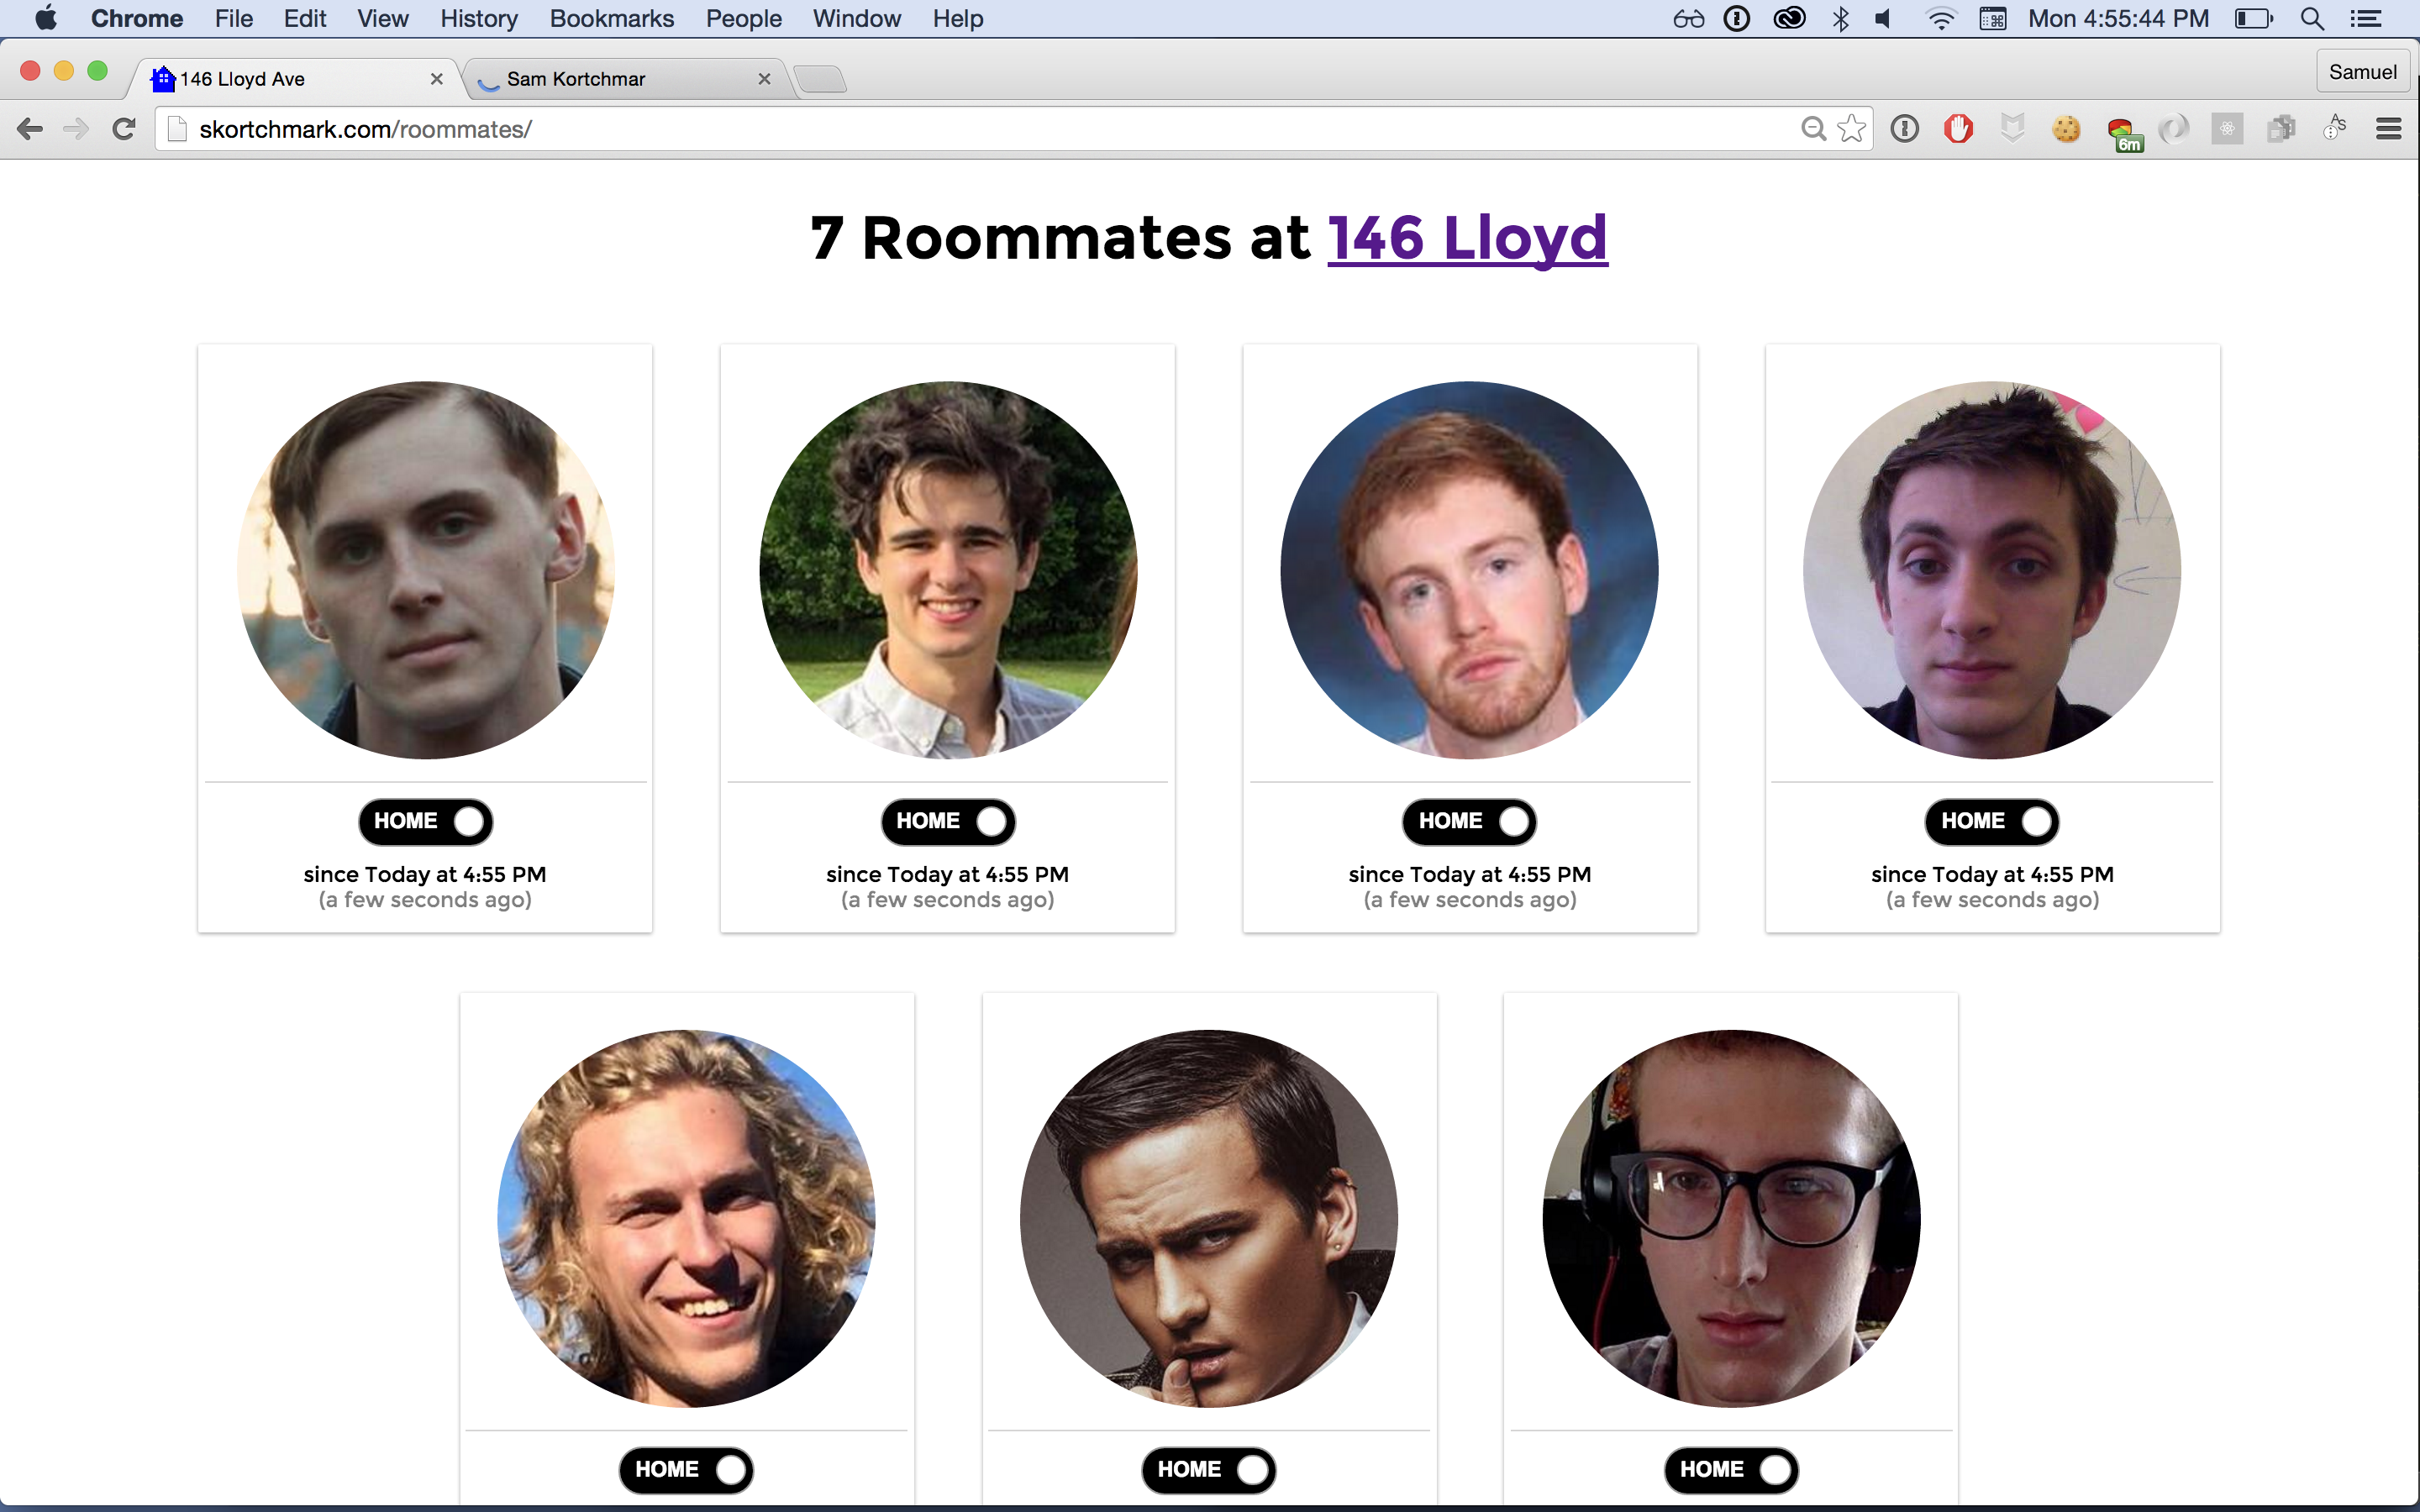 Chrome File Edit View History Bookmarks People Window Help Mon 4:55:44 PM
146 Lloyd Ave Sam Kortchmar Samuel
skortchmark.com/roommates/
6m
7 Roommates at 146 Lloyd
HOME HOME HOME HOME
since Today at 4:55 PM since Today at 4:55 PM since Today at 4:55 PM since Today at 4:55 PM
(a few seconds ago) (a few seconds ago) (a few seconds ago) (a few seconds ago)
HOME HOME HOME